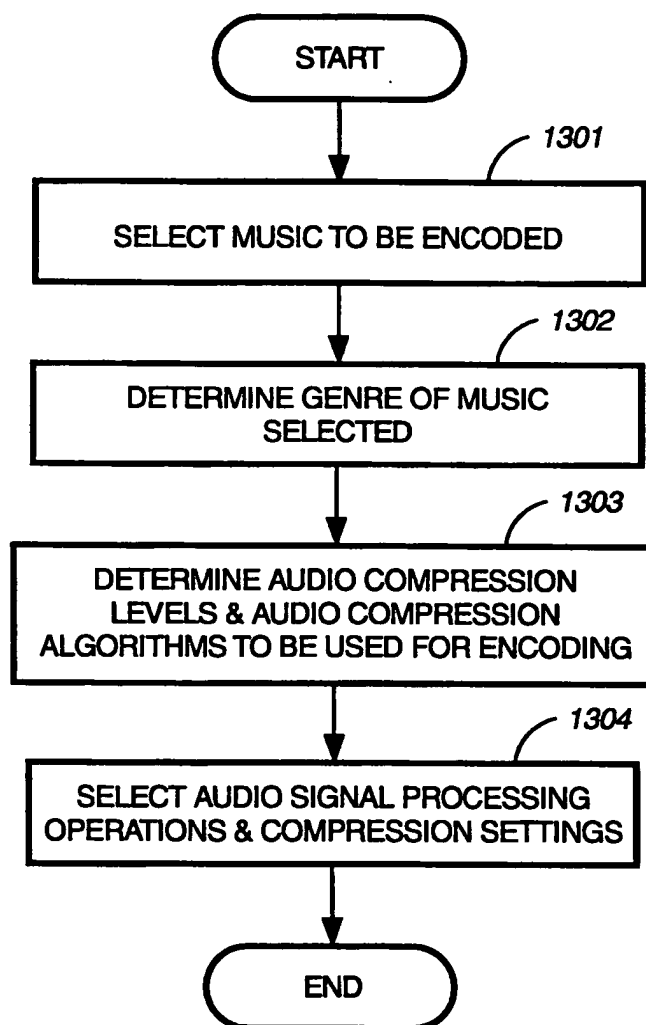 START
1301
SELECT MUSIC TO BE ENCODED
1302
DETERMINE GENRE OF MUSIC
SELECTED
1303
DETERMINE AUDIO COMPRESSION
LEVELS & AUDIO COMPRESSION
ALGORITHMS TO BE USED FOR ENCODING
1304
SELECT AUDIO SIGNAL PROCESSING
OPERATIONS & COMPRESSION SETTINGS
END